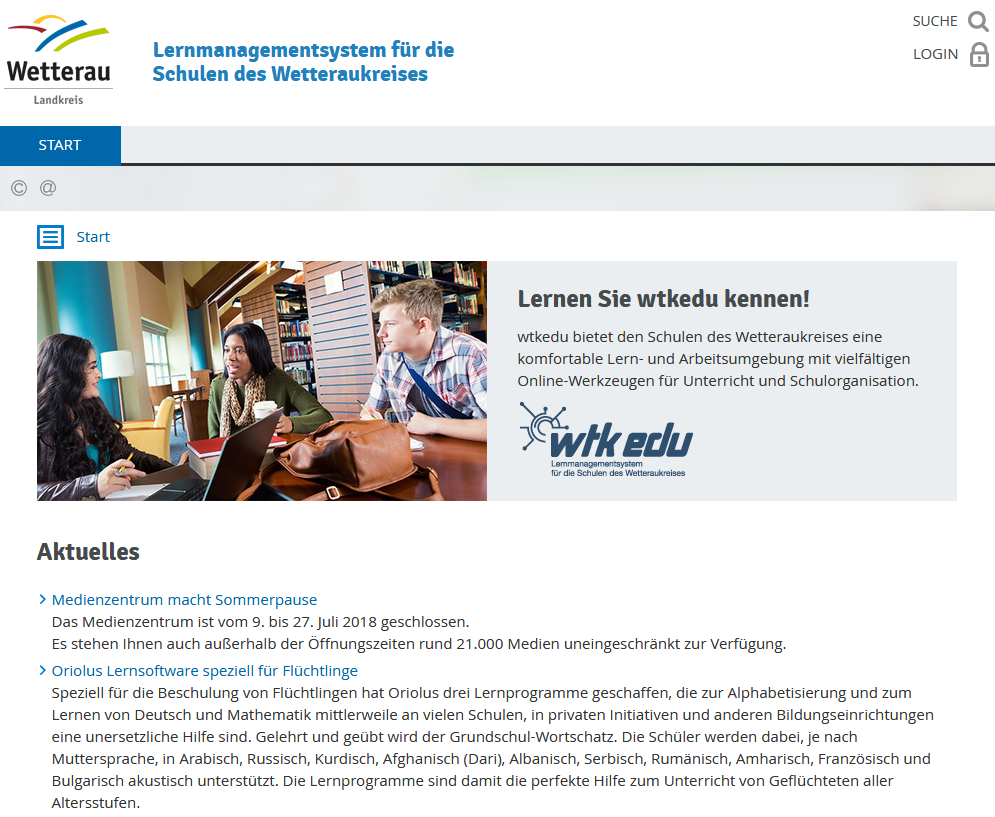 Wetterau
Landkreis
Lernmanagementsystem für die
Schulen des Wetteraukreises
SUCHE
LOGIN
START
© @
Start
Lernen Sie wtkedu kennen!
wtkedu bietet den Schulen des Wetteraukreises eine
komfortable Lern- und Arbeitsumgebung mit vielfältigen
Online-Werkzeugen für Unterricht und Schulorganisation.
wtkedu
Lernmanagementsystem
für die Schulen des Wetteraukreises
Aktuelles
Medienzentrum macht Sommerpause
Das Medienzentrum ist vom 9. bis 27. Juli 2018 geschlossen.
Es stehen Ihnen auch außerhalb der Öffnungszeiten rund 21.000 Medien uneingeschränkt zur Verfügung.
Oriolus Lernsoftware speziell für Flüchtlinge
Speziell für die Beschulung von Flüchtlingen hat Oriolus drei Lernprogramme geschaffen, die zur Alphabetisierung und zum
Lernen von Deutsch und Mathematik mittlerweile an vielen Schulen, in privaten Initiativen und anderen Bildungseinrichtungen
eine unersetzliche Hilfe sind. Gelehrt und geübt wird der Grundschul-Wortschatz. Die Schüler werden dabei, je nach
Muttersprache, in Arabisch, Russisch, Kurdisch, Afghanisch (Dari), Albanisch, Serbisch, Rumänisch, Amharisch, Französisch und
Bulgarisch akustisch unterstützt. Die Lernprogramme sind damit die perfekte Hilfe zum Unterricht von Geflüchteten aller
Altersstufen.